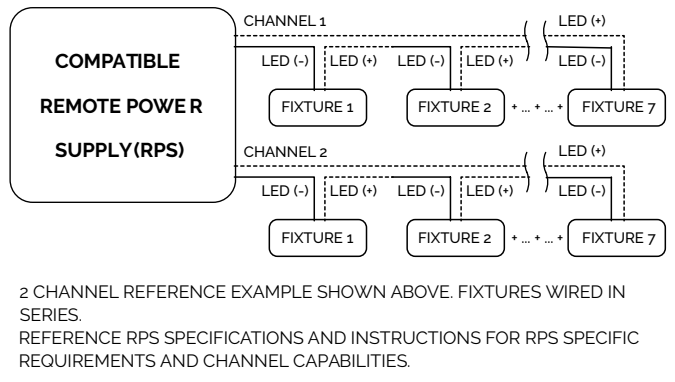 COMPATIBLE
REMOTE POWE R
SUPPLY(RPS)
CHANNEL 1
LED (+)
LED (-)
LED (+)
LED (-)
LED (+)
LED (-)
FIXTURE 1
FIXTURE 2
+ ... + ... +
FIXTURE 7
CHANNEL 2
LED (+)
LED (-)
LED (+)
LED (-)
LED (+)
LED (-)
FIXTURE 1
FIXTURE 2
+ ... + ... +
FIXTURE 7
2 CHANNEL REFERENCE EXAMPLE SHOWN ABOVE. FIXTURES WIRED IN
SERIES.
REFERENCE RPS SPECIFICATIONS AND INSTRUCTIONS FOR RPS SPECIFIC
REQUIREMENTS AND CHANNEL CAPABILITIES.